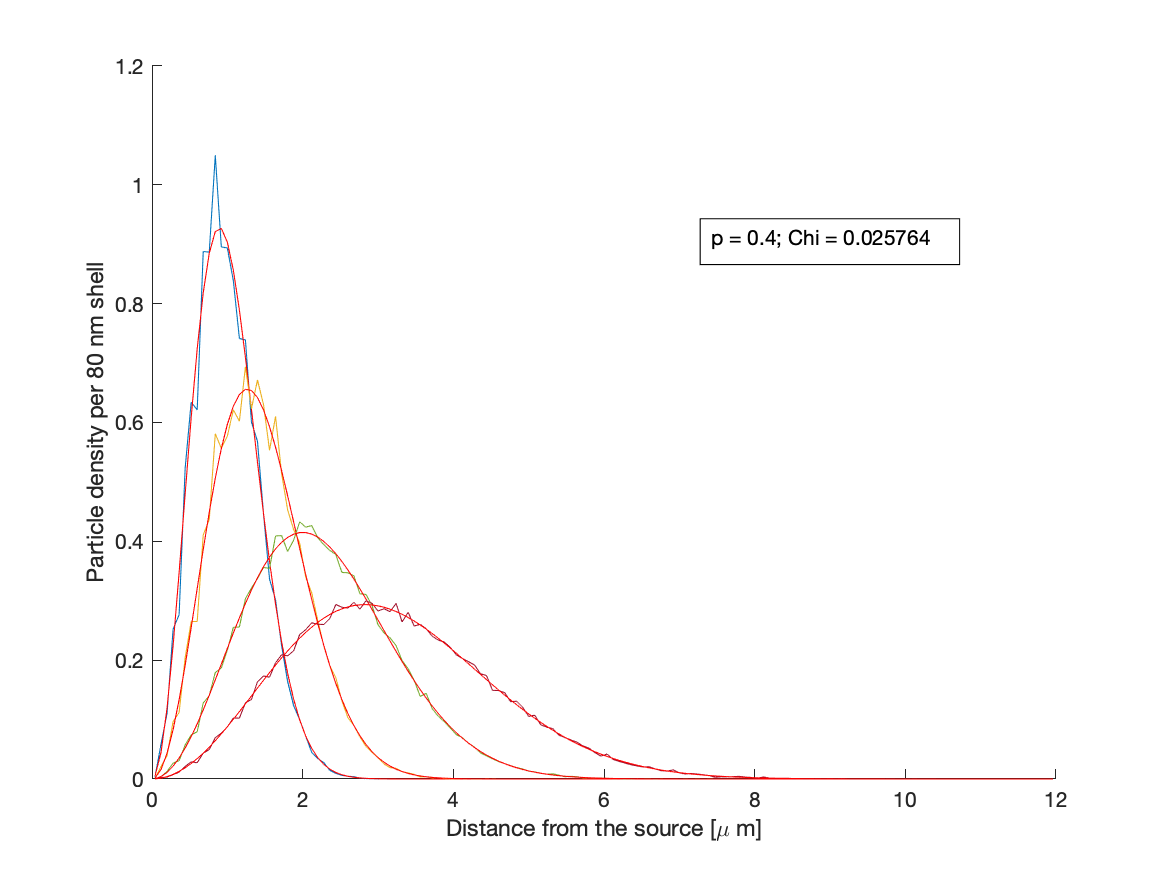 1.2
1
0.8
0.6
0.4
0.2
0
Particle density per 80 nm shell
p = 0.4; Chi = 0.025764
0 2 4 6 8 10 12
Distance from the source [μ m]